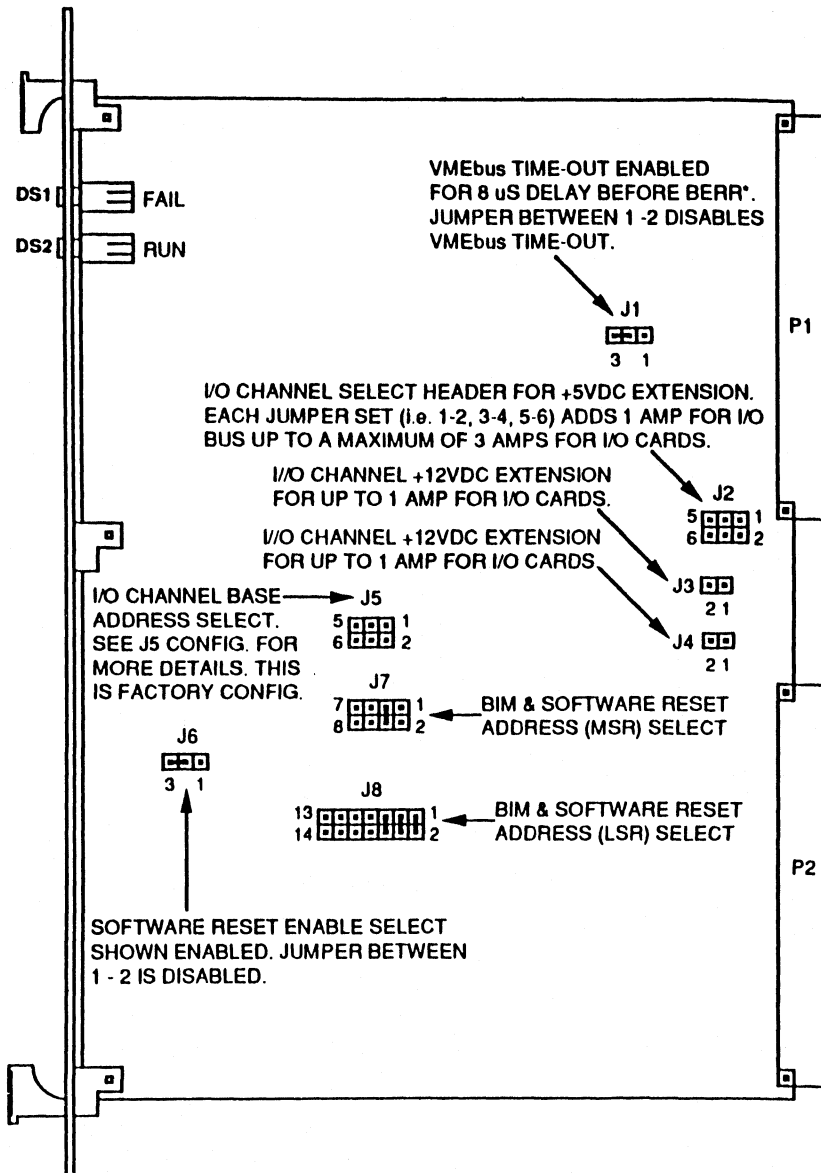 VMEbus TIME-OUT ENABLED
FOR 8 uS DELAY BEFORE BERR*.
JUMPER BETWEEN 1 -2 DISABLES
VMEbus TIME-OUT.
DS1
FAIL
DS2
RUN
J1
3 1
P1
I/O CHANNEL SELECT HEADER FOR +5VDC EXTENSION.
EACH JUMPER SET (i.e. 1-2, 3-4, 5-6) ADDS 1 AMP FOR I/O
BUS UP TO A MAXIMUM OF 3 AMPS FOR I/O CARDS.
I//O CHANNEL +12VDC EXTENSION
FOR UP TO 1 AMP FOR I/O CARDS.
J2
5 1
6 2
I//O CHANNEL +12VDC EXTENSION
FOR UP TO 1 AMP FOR I/O CARDS
J3
2 1
J4
2 1
I/O CHANNEL BASE
ADDRESS SELECT.
SEE J5 CONFIG. FOR
MORE DETAILS. THIS
IS FACTORY CONFIG.
J5
5 1
6 2
J7
7 1
8 2
BIM & SOFTWARE RESET
ADDRESS (MSR) SELECT
J6
3 1
J8
13 1
14 2
BIM & SOFTWARE RESET
ADDRESS (LSR) SELECT
P2
SOFTWARE RESET ENABLE SELECT
SHOWN ENABLED. JUMPER BETWEEN
1 - 2 IS DISABLED.